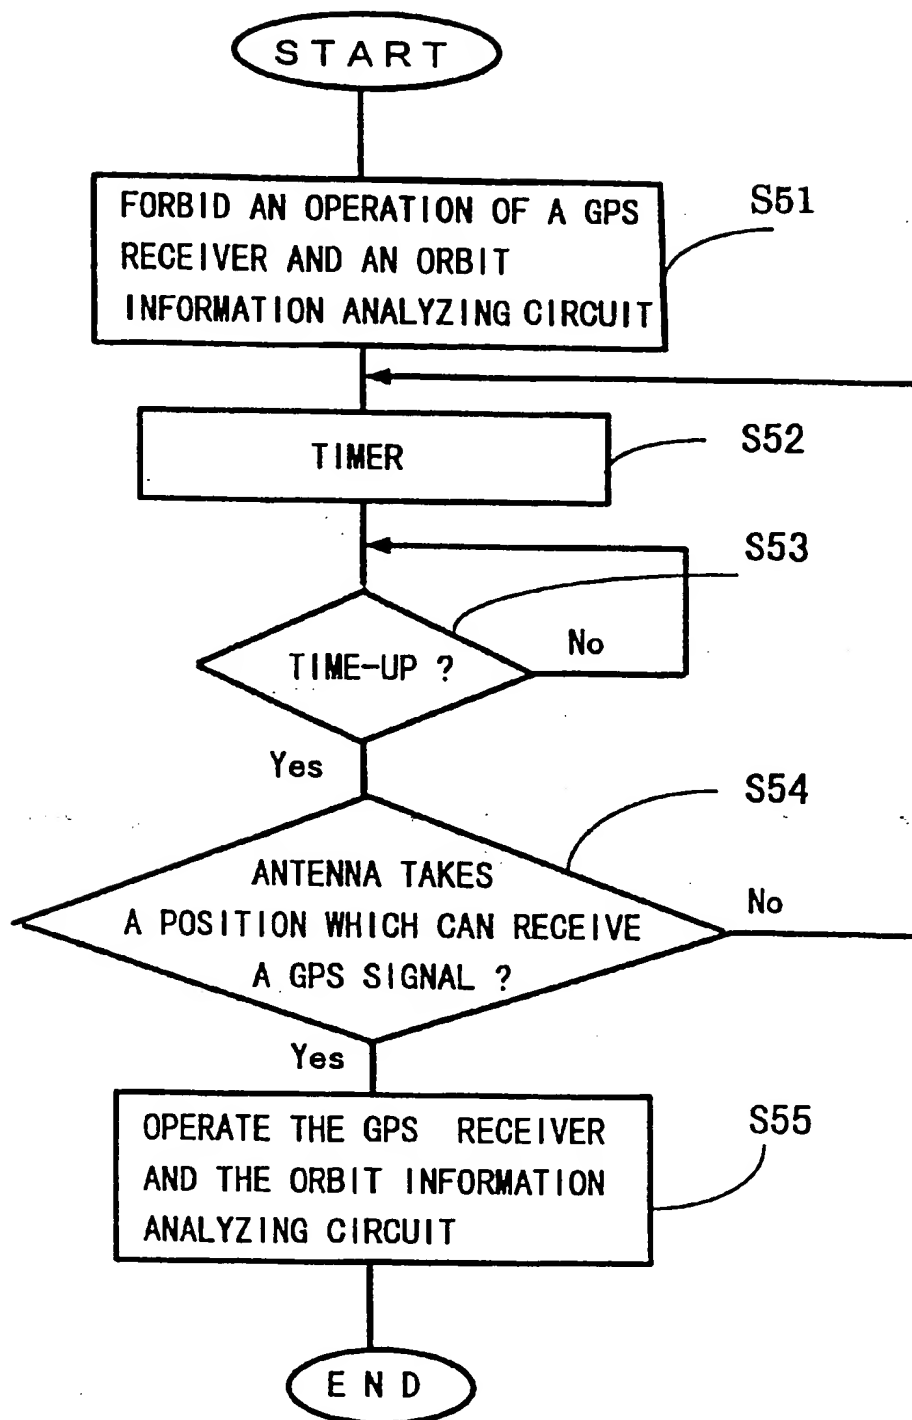 START
FORBID AN OPERATION OF A GPS
RECEIVER AND AN ORBIT
INFORMATION ANALYZING CIRCUIT
S51
TIMER
S52
S53
TIME-UP ?
No
Yes
S54
ANTENNA TAKES
A POSITION WHICH CAN RECEIVE
A GPS SIGNAL ?
No
Yes
OPERATE THE GPS RECEIVER
AND THE ORBIT INFORMATION
ANALYZING CIRCUIT
S55
END